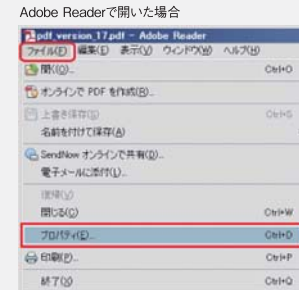 Adobe Readerで開いた場合
pdf_version_17.pdf - Adobe Reader
ファイル(F) 編集(E) 表示(V) ウィンドウ(W) ヘルプ(H)
開く(O)... Ctrl+O
オンラインで PDF を作成(R)...
上書き保存(S) Ctrl+S
名前を付けて保存(A)
SendNow オンラインで共有(D)...
電子メールに添付(L)...
復帰(V)
閉じる(C) Ctrl+W
プロパティ(E)... Ctrl+D
印刷(P)... Ctrl+P
終了(X) Ctrl+Q